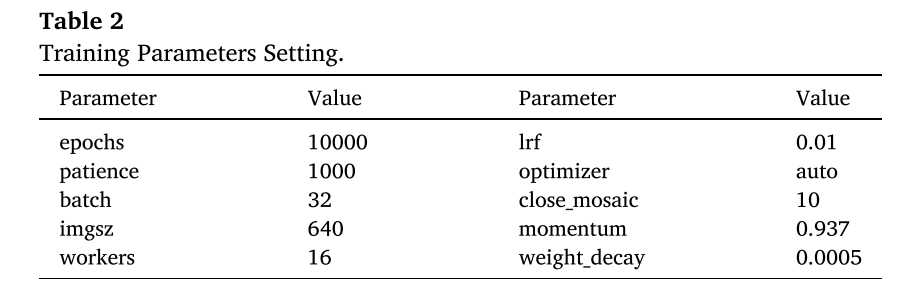 Table 2
Training Parameters Setting.
Parameter Value Parameter Value
epochs 10000 lrf 0.01
patience 1000 optimizer auto
batch 32 close_mosaic 10
imgsz 640 momentum 0.937
workers 16 weight_decay 0.0005